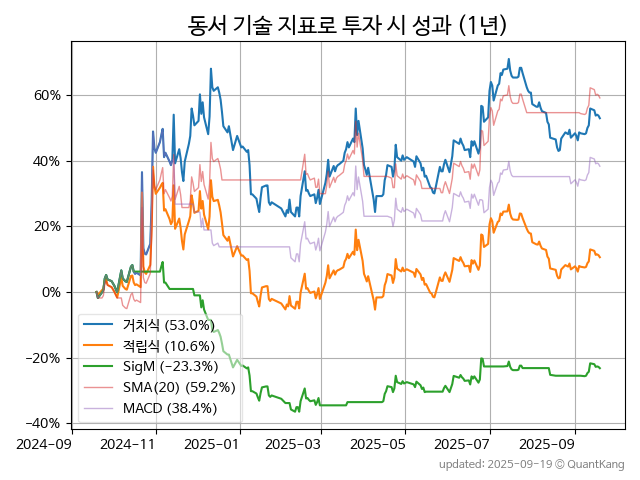 동서 기술 지표로 투자 시 성과 (1년)
60%
40%
20%
0%
−20%
−40%
거치식 (53.0%)
적립식 (10.6%)
SigM (−23.3%)
SMA(20) (59.2%)
MACD (38.4%)
2024-09 2024-11 2025-01 2025-03 2025-05 2025-07 2025-09
updated: 2025-09-19 © QuantKang